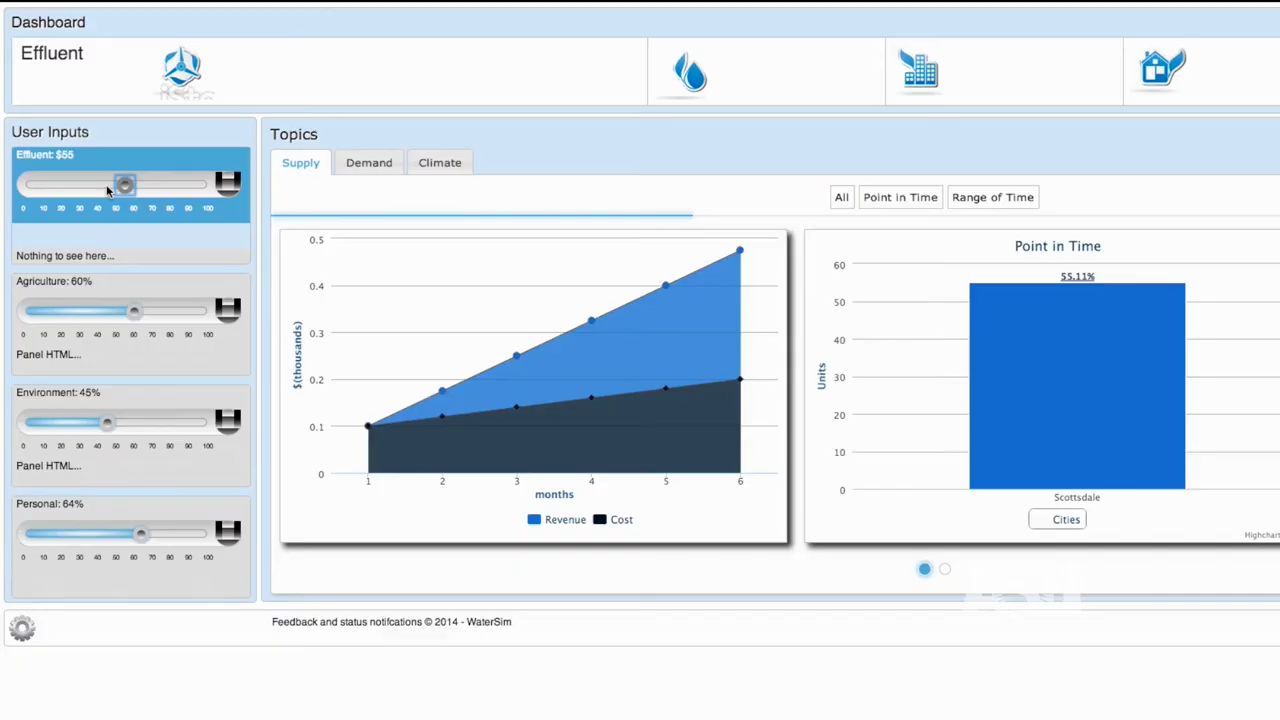 Dashboard
Effluent
User Inputs
Effluent: $55
0 10 20 30 40 50 60 70 80 90 100
Nothing to see here...
Agriculture: 60%
0 10 20 30 40 50 60 70 80 90 100
Panel HTML...
Environment: 45%
0 10 20 30 40 50 60 70 80 90 100
Panel HTML...
Personal: 64%
0 10 20 30 40 50 60 70 80 90 100
Topics
Supply Demand Climate
All Point in Time Range of Time
0.5
0.4
0.3
0.2
0.1
0
$(thousands)
1 2 3 4 5 6
months
Revenue Cost
Point in Time
60
50
40
30
20
10
0
Units
55.11%
Scottsdale
Cities
Highchart
Feedback and status notifcations © 2014 - WaterSim